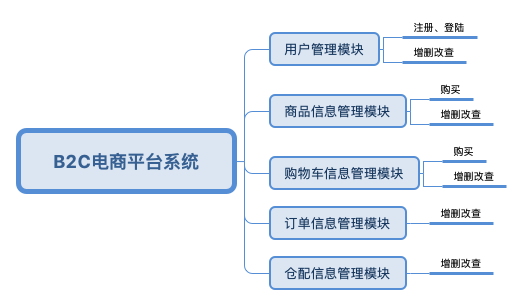 B2C电商平台系统
用户管理模块
注册、登陆
增删改查
商品信息管理模块
购买
增删改查
购物车信息管理模块
购买
增删改查
订单信息管理模块
增删改查
仓配信息管理模块
增删改查